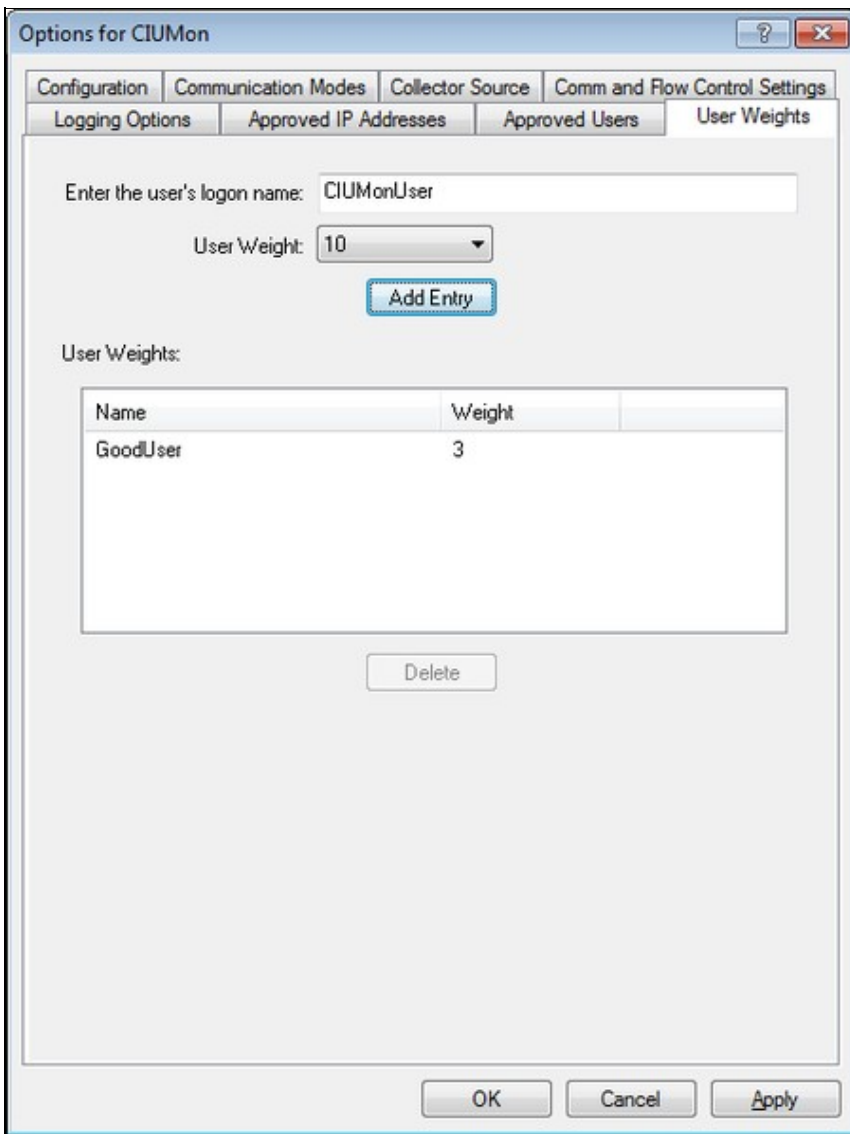 Options for CIUMon
Configuration Communication Modes Collector Source Comm and Flow Control Settings
Logging Options Approved IP Addresses Approved Users User Weights
Enter the user's logon name: CIUMonUser
User Weight: 10
Add Entry
User Weights:
Name Weight
GoodUser 3
Delete
OK Cancel Apply